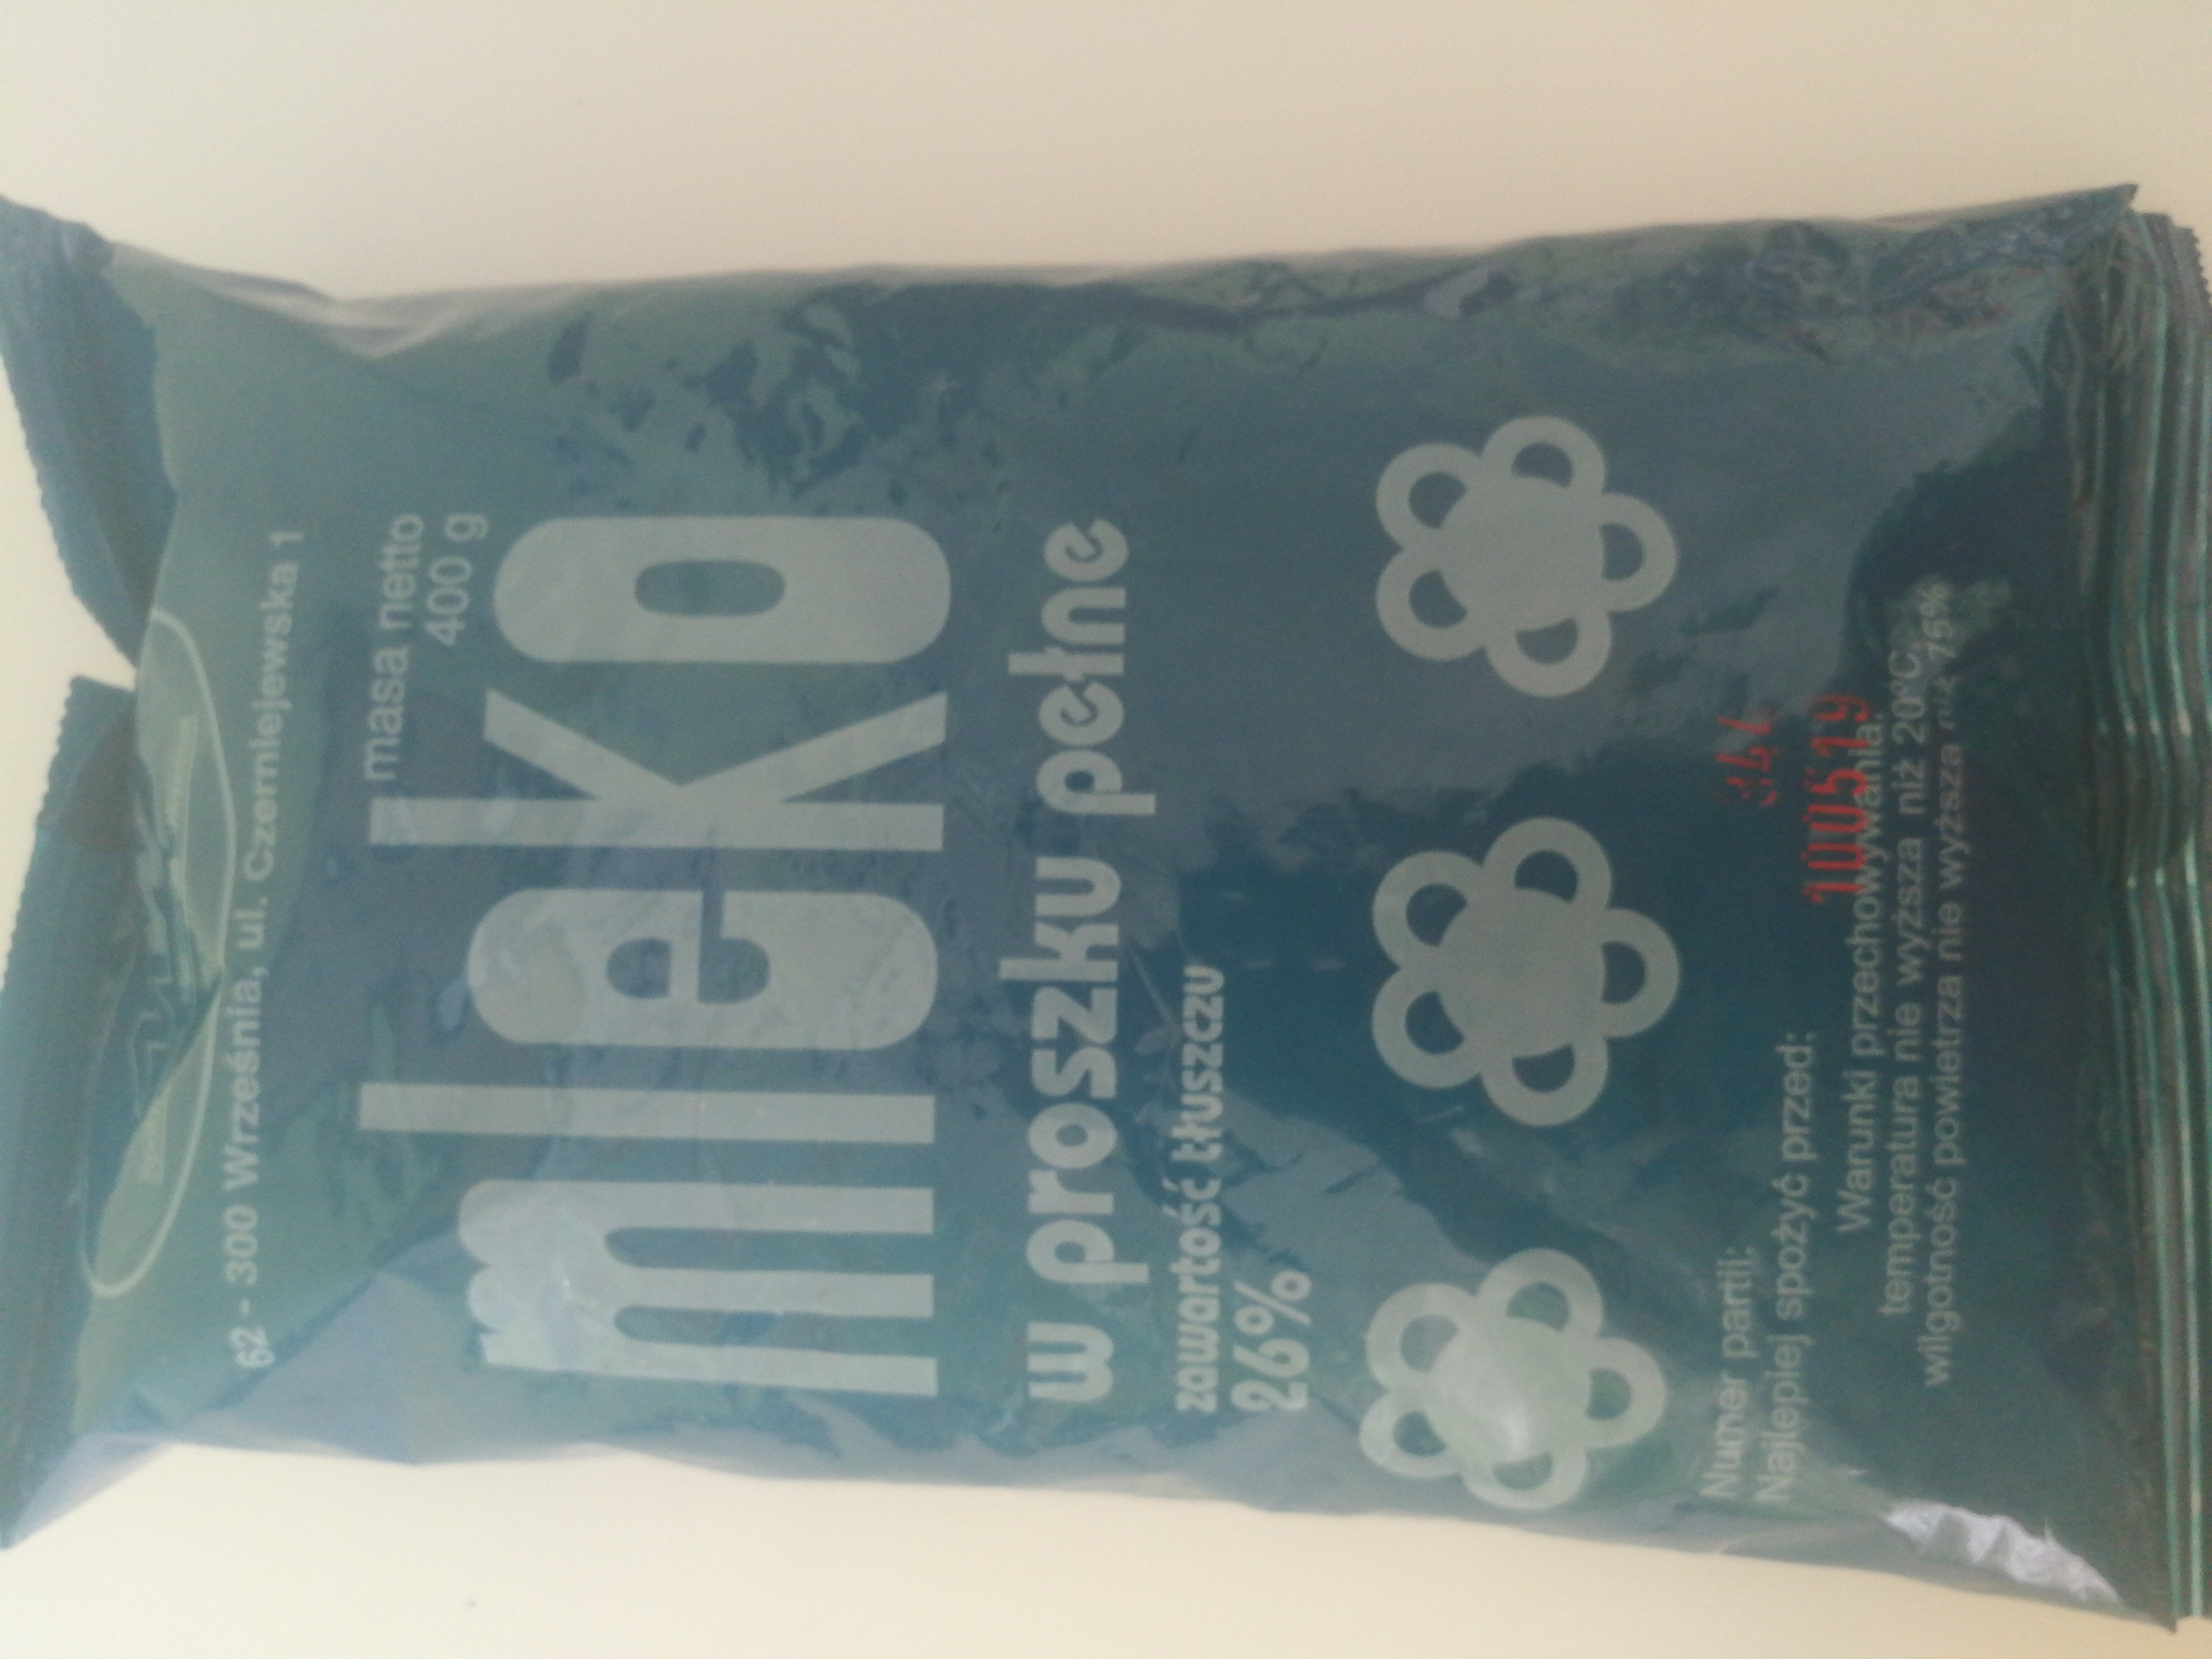 62 - 300 Września, ul. Czerniejewska 1
masa netto
400 g
mleko
w proszku pełne
zawartość tłuszczu
26%
Numer partii: 344
Najlepiej spożyć przed: 100519
Warunki przechowywania:
temperatura nie wyższa niż 20°C,
wilgotność powietrza nie wyższa niż 75%